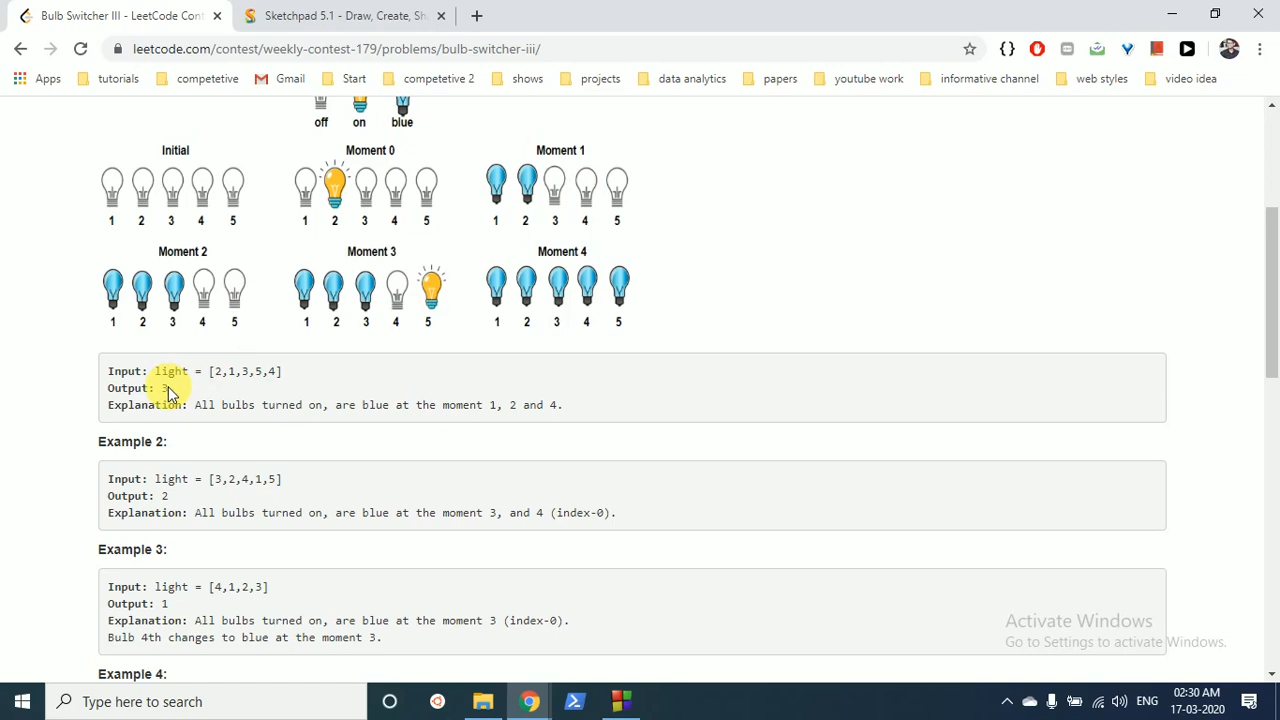 Bulb Switcher III - LeetCode Cont
Sketchpad 5.1 - Draw, Create, Sh
leetcode.com/contest/weekly-contest-179/problems/bulb-switcher-iii/
Apps tutorials competetive Gmail Start competetive 2 shows projects data analytics papers youtube work informative channel web styles video idea
off on blue
Initial Moment 0 Moment 1
1 2 3 4 5 1 2 3 4 5 1 2 3 4 5
Moment 2 Moment 3 Moment 4
1 2 3 4 5 1 2 3 4 5 1 2 3 4 5
Input: light = [2,1,3,5,4]
Output: 3
Explanation: All bulbs turned on, are blue at the moment 1, 2 and 4.
Example 2:
Input: light = [3,2,4,1,5]
Output: 2
Explanation: All bulbs turned on, are blue at the moment 3, and 4 (index-0).
Example 3:
Input: light = [4,1,2,3]
Output: 1
Explanation: All bulbs turned on, are blue at the moment 3 (index-0).
Bulb 4th changes to blue at the moment 3.
Example 4:
Activate Windows
Go to Settings to activate Windows.
Type here to search
ENG
02:30 AM
17-03-2020